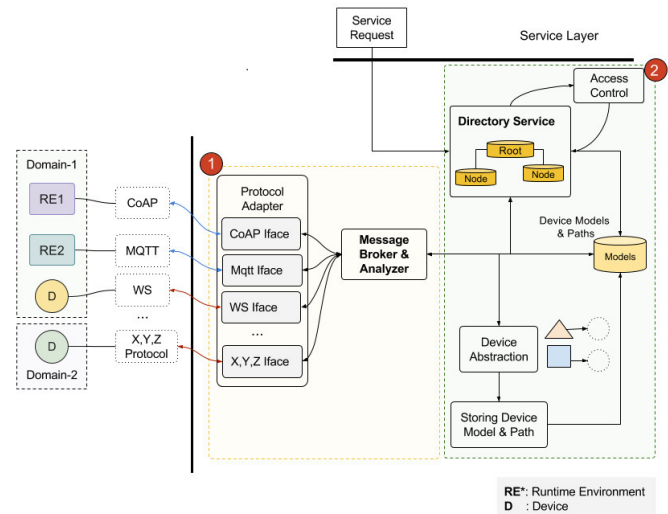 Service
Request
Service Layer
2
Access
Control
Directory Service
Root
Node
Node
1
Domain-1
RE1
CoAP
Protocol
Adapter
CoAP Iface
RE2
MQTT
Mqtt Iface
Message
Broker &
Analyzer
Device Models
& Paths
Models
D
WS
WS Iface
...
...
D
X,Y,Z
Protocol
X,Y,Z Iface
Domain-2
Device
Abstraction
Storing Device
Model & Path
RE*: Runtime Environment
D : Device